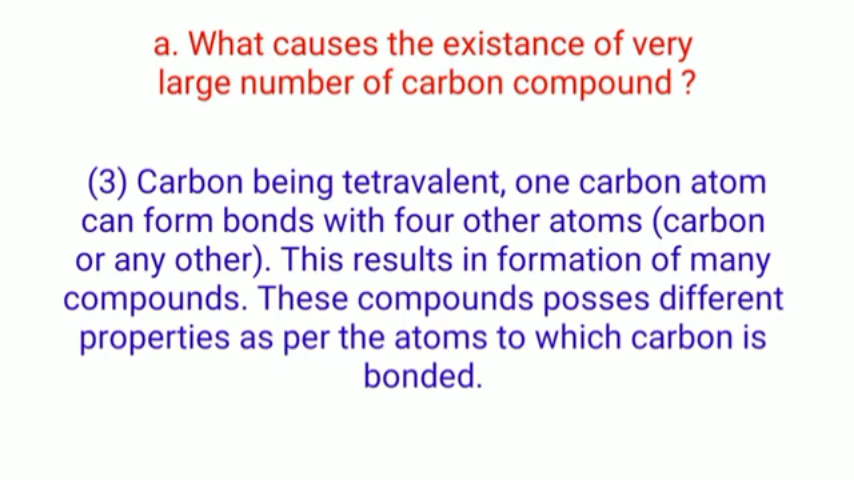 a. What causes the existance of very
large number of carbon compound ?
(3) Carbon being tetravalent, one carbon atom
can form bonds with four other atoms (carbon
or any other). This results in formation of many
compounds. These compounds posses different
properties as per the atoms to which carbon is
bonded.